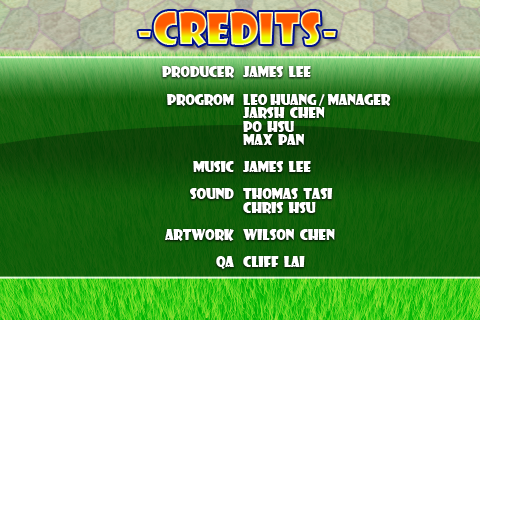 -CREDITS-
PRODUCER JAMES LEE
PROGROM LEO HUANG / MANAGER
JARSH CHEN
PO HSU
MAX PAN
MUSIC JAMES LEE
SOUND THOMAS TASI
CHRIS HSU
ARTWORK WILSON CHEN
QA CLIFF LAI